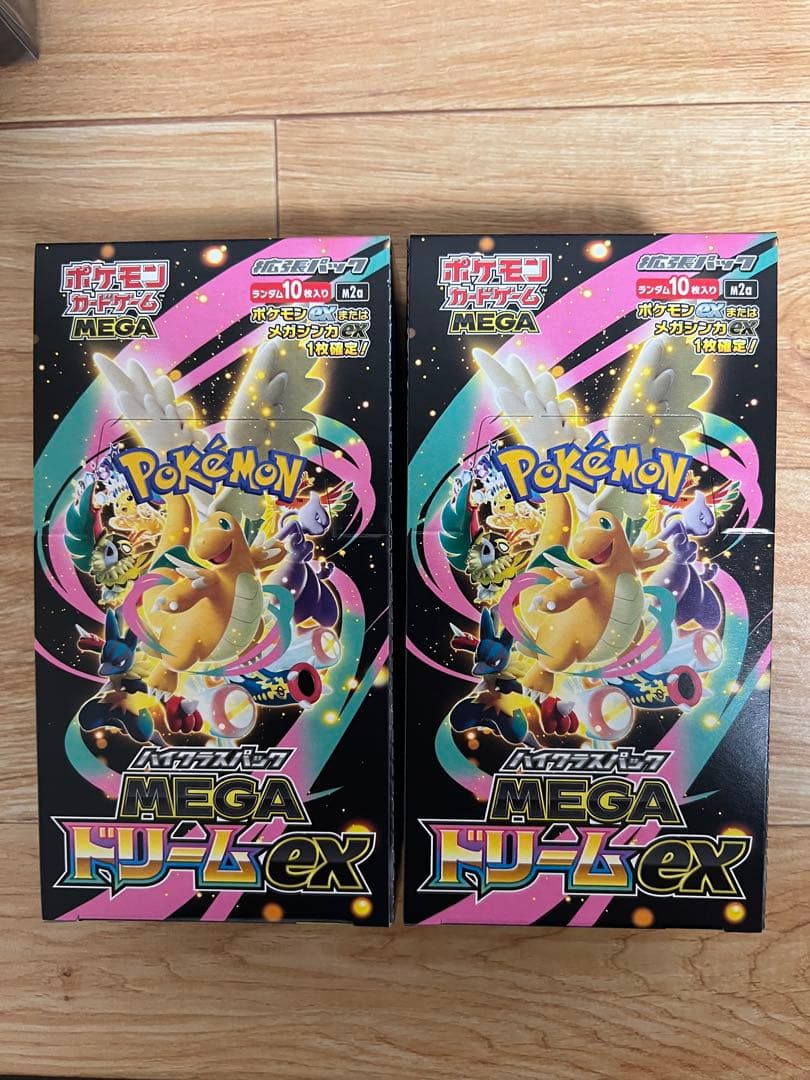 ポケモン
カードゲーム
MEGA
拡張パック
ランダム10枚入り
M2a
ポケモンexまたは
メガシンカex
1枚確定!
POKÉMON
ハイクラスパック
MEGA
ドリームex
ポケモン
カードゲーム
MEGA
拡張パック
ランダム10枚入り
M2a
ポケモンexまたは
メガシンカex
1枚確定!
POKÉMON
ハイクラスパック
MEGA
ドリームex